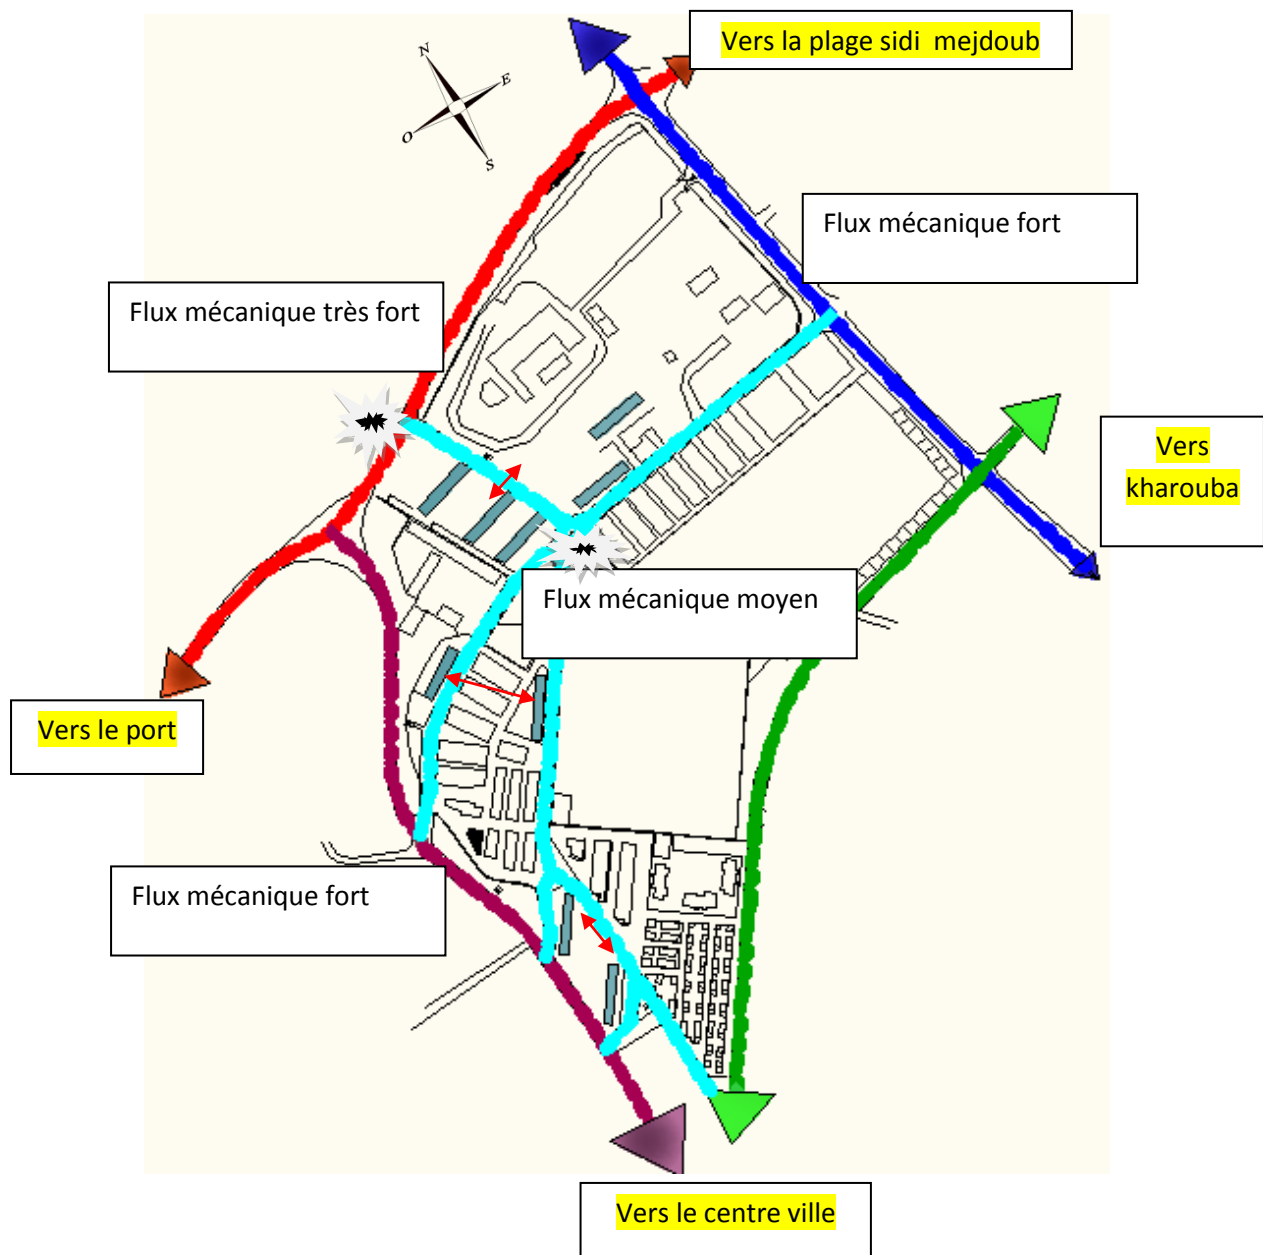 Vers la plage sidi mejdoub
N
E
O
S
Flux mécanique fort
Flux mécanique très fort
Vers
kharouba
Flux mécanique moyen
Vers le port
Flux mécanique fort
Vers le centre ville